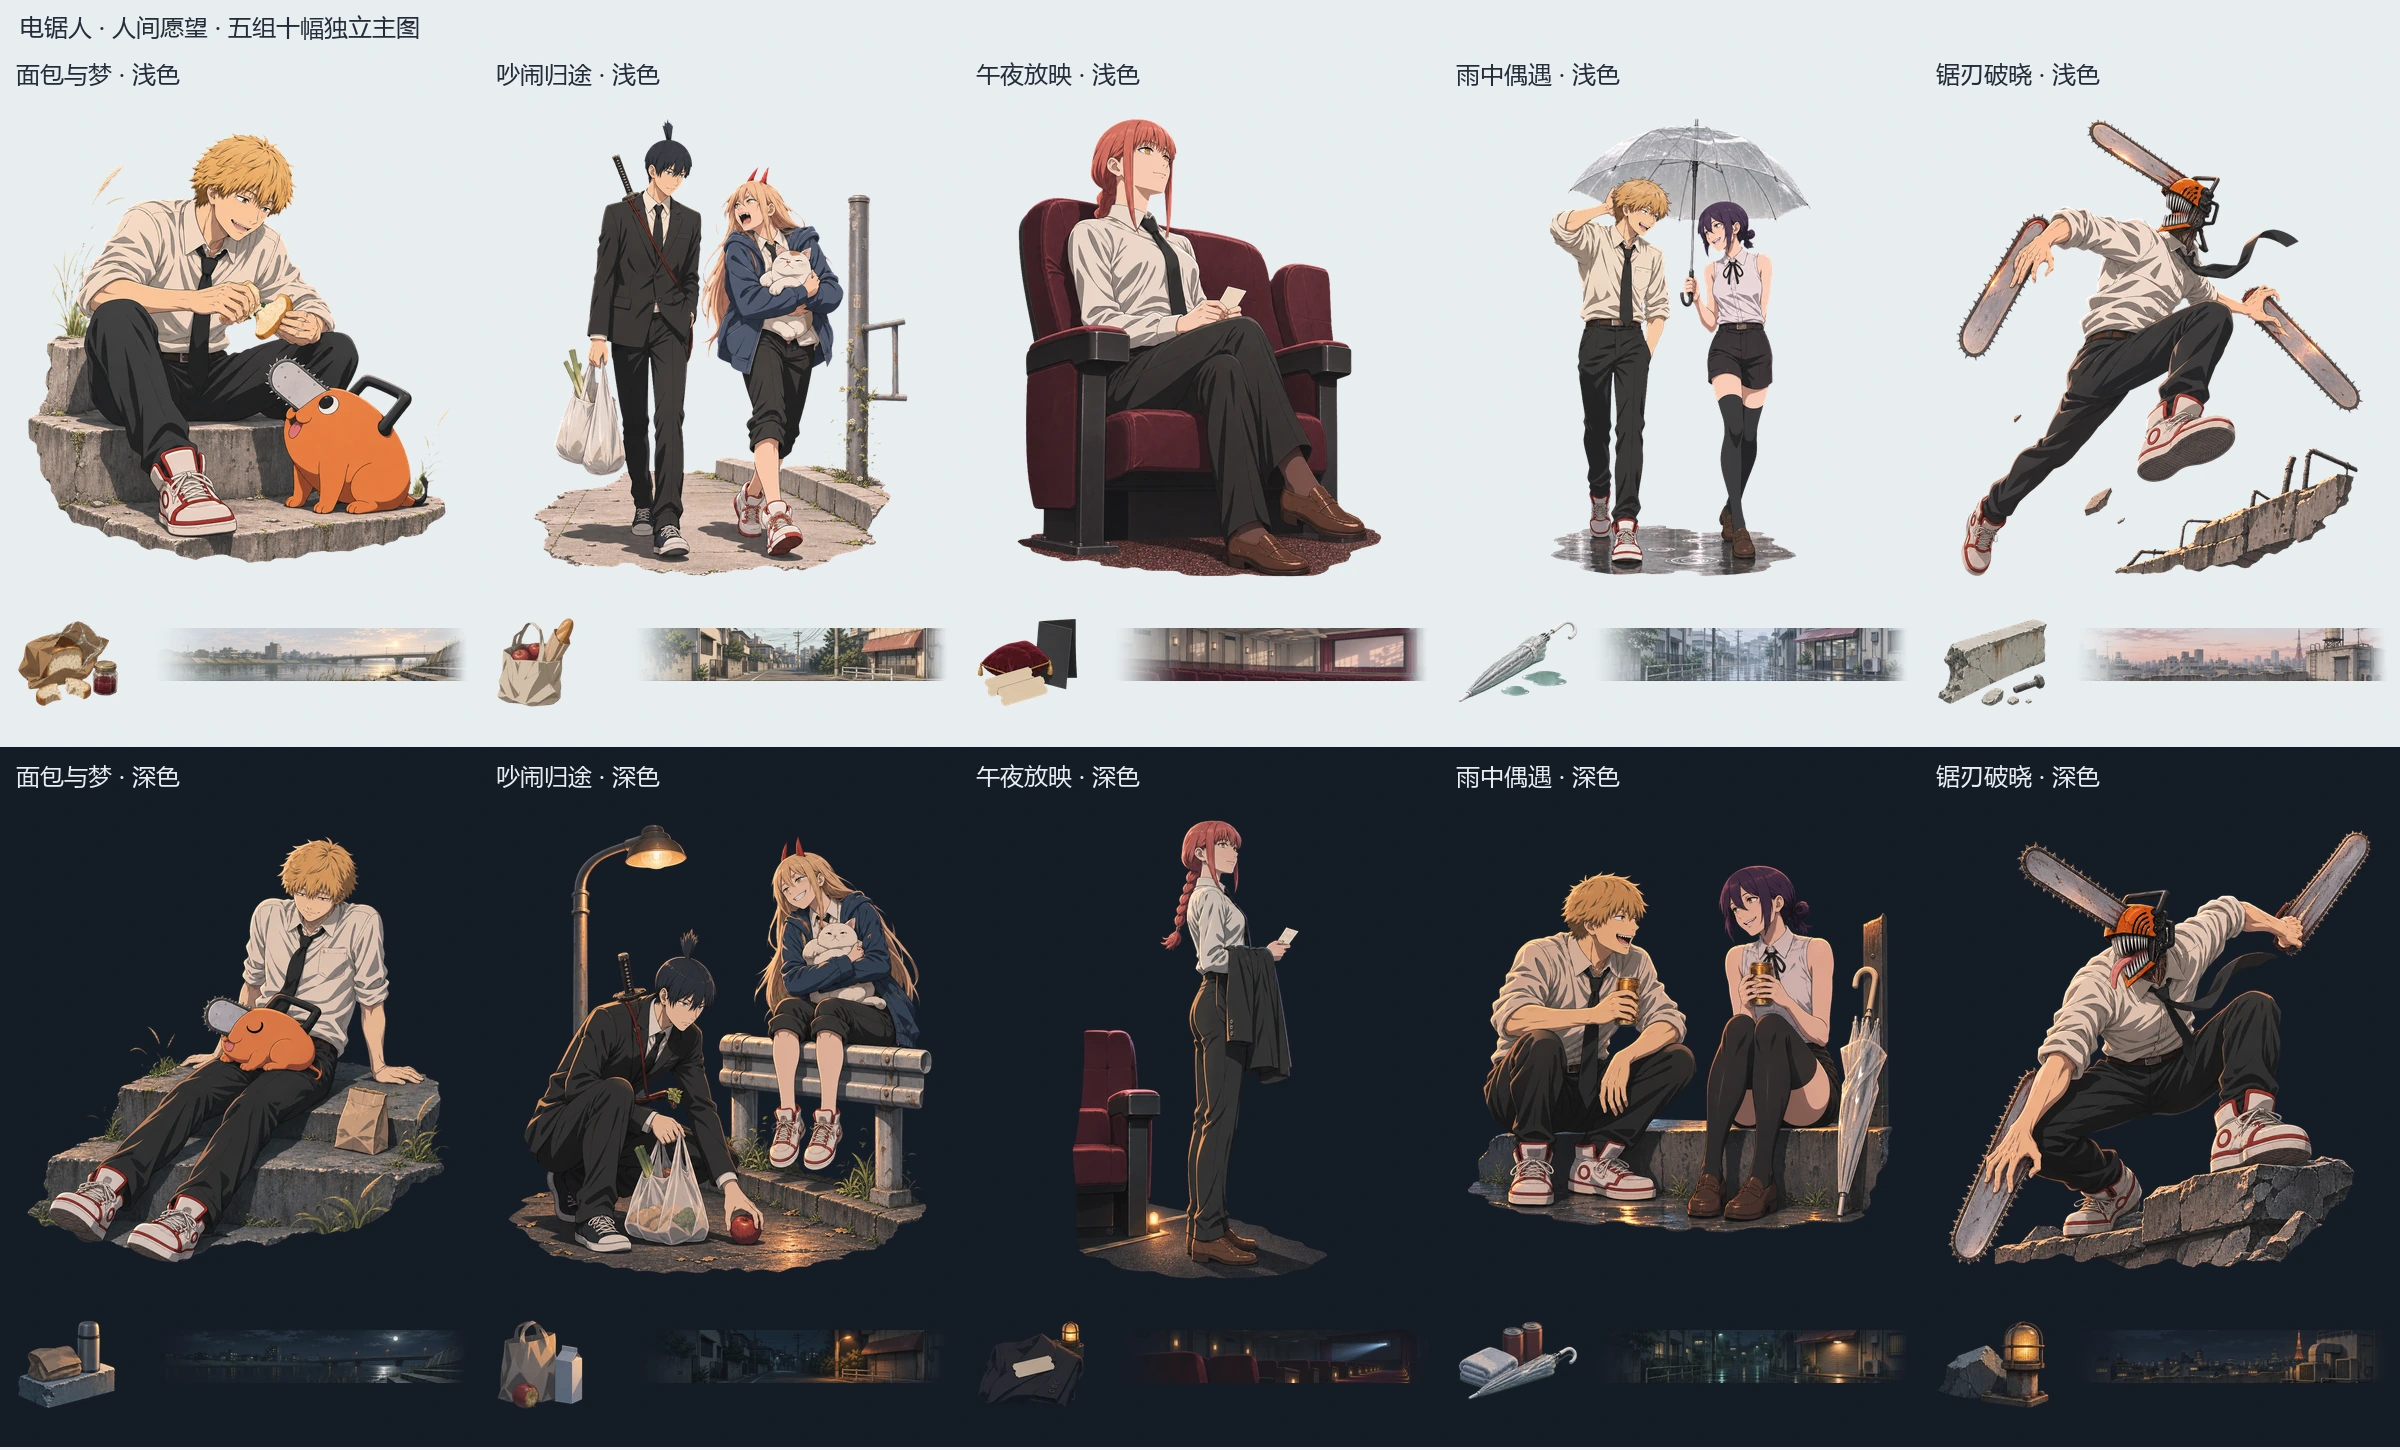 电锯人 · 人间愿望 · 五组十幅独立主图
面包与梦 · 浅色
吵闹归途 · 浅色
午夜放映 · 浅色
雨中偶遇 · 浅色
锯刃破晓 · 浅色
面包与梦 · 深色
吵闹归途 · 深色
午夜放映 · 深色
雨中偶遇 · 深色
锯刃破晓 · 深色